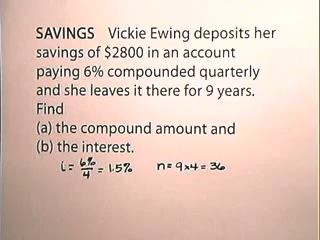 SAVINGS Vickie Ewing deposits her
savings of $2800 in an account
paying 6% compounded quarterly
and she leaves it there for 9 years.
Find
(a) the compound amount and
(b) the interest.
i = 6%/4 = 1.5% n = 9 x 4 = 36